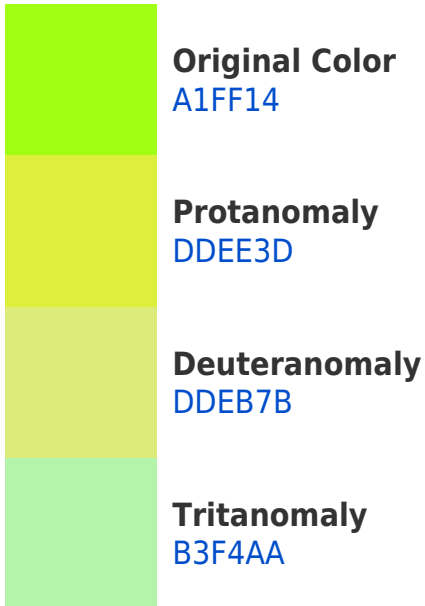 Original Color
A1FF14
Protanomaly
DDEE3D
Deuteranomaly
DDEB7B
Tritanomaly
B3F4AA